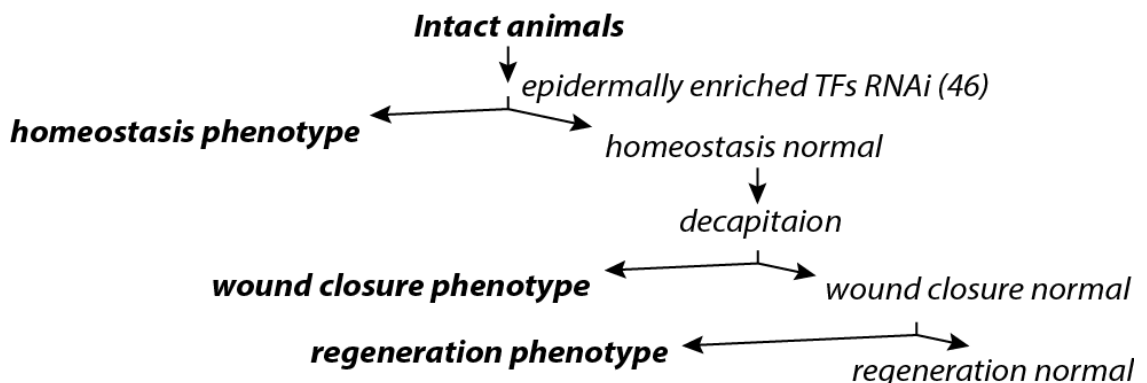 Intact animals
epidermally enriched TFs RNAi (46)
homeostasis phenotype
homeostasis normal
decapitaion
wound closure phenotype
wound closure normal
regeneration phenotype
regeneration normal